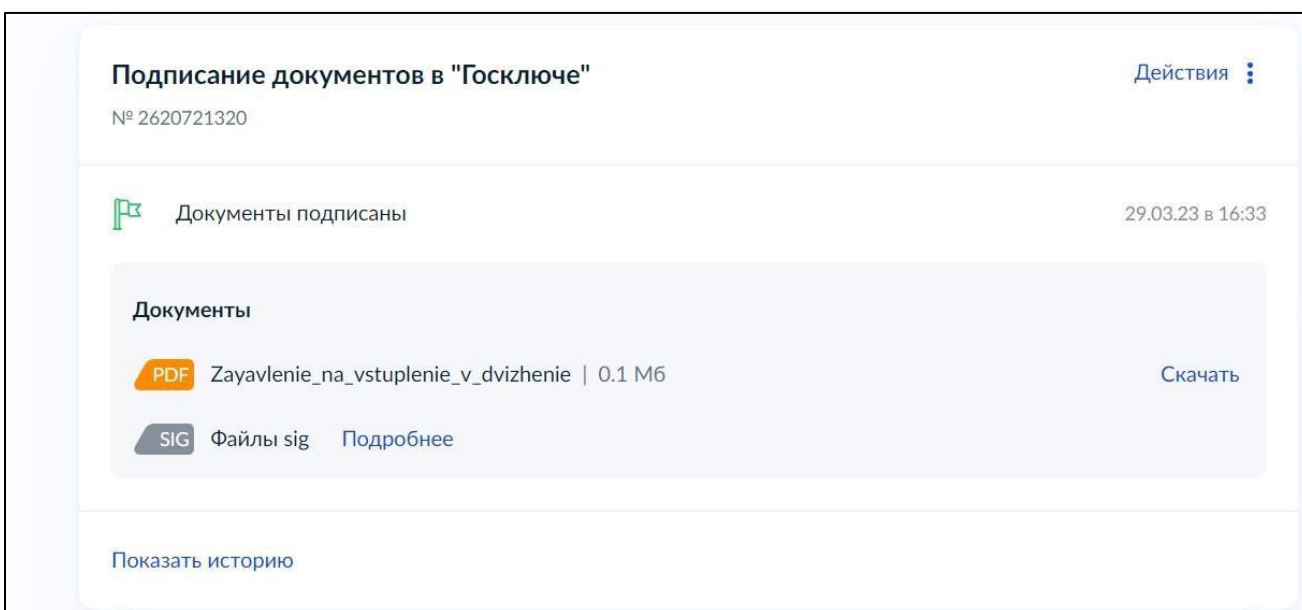 Подписание документов в "Госключе"
Действия
№ 2620721320
Документы подписаны
29.03.23 в 16:33
Документы
PDF Zayavlenie_na_vstuplenie_v_dvizhenie | 0.1 Мб
Скачать
SIG Файлы sig Подробнее
Показать историю